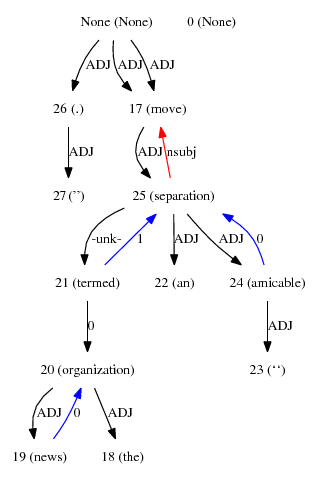 None (None) 0 (None)
ADJ ADJ ADJ
26 (.) 17 (move)
ADJ ADJ nsubj
27 ('') 25 (separation)
-unk- 1 ADJ ADJ 0
21 (termed) 22 (an) 24 (amicable)
0 ADJ
20 (organization) 23 (‘‘)
ADJ 0 ADJ
19 (news) 18 (the)